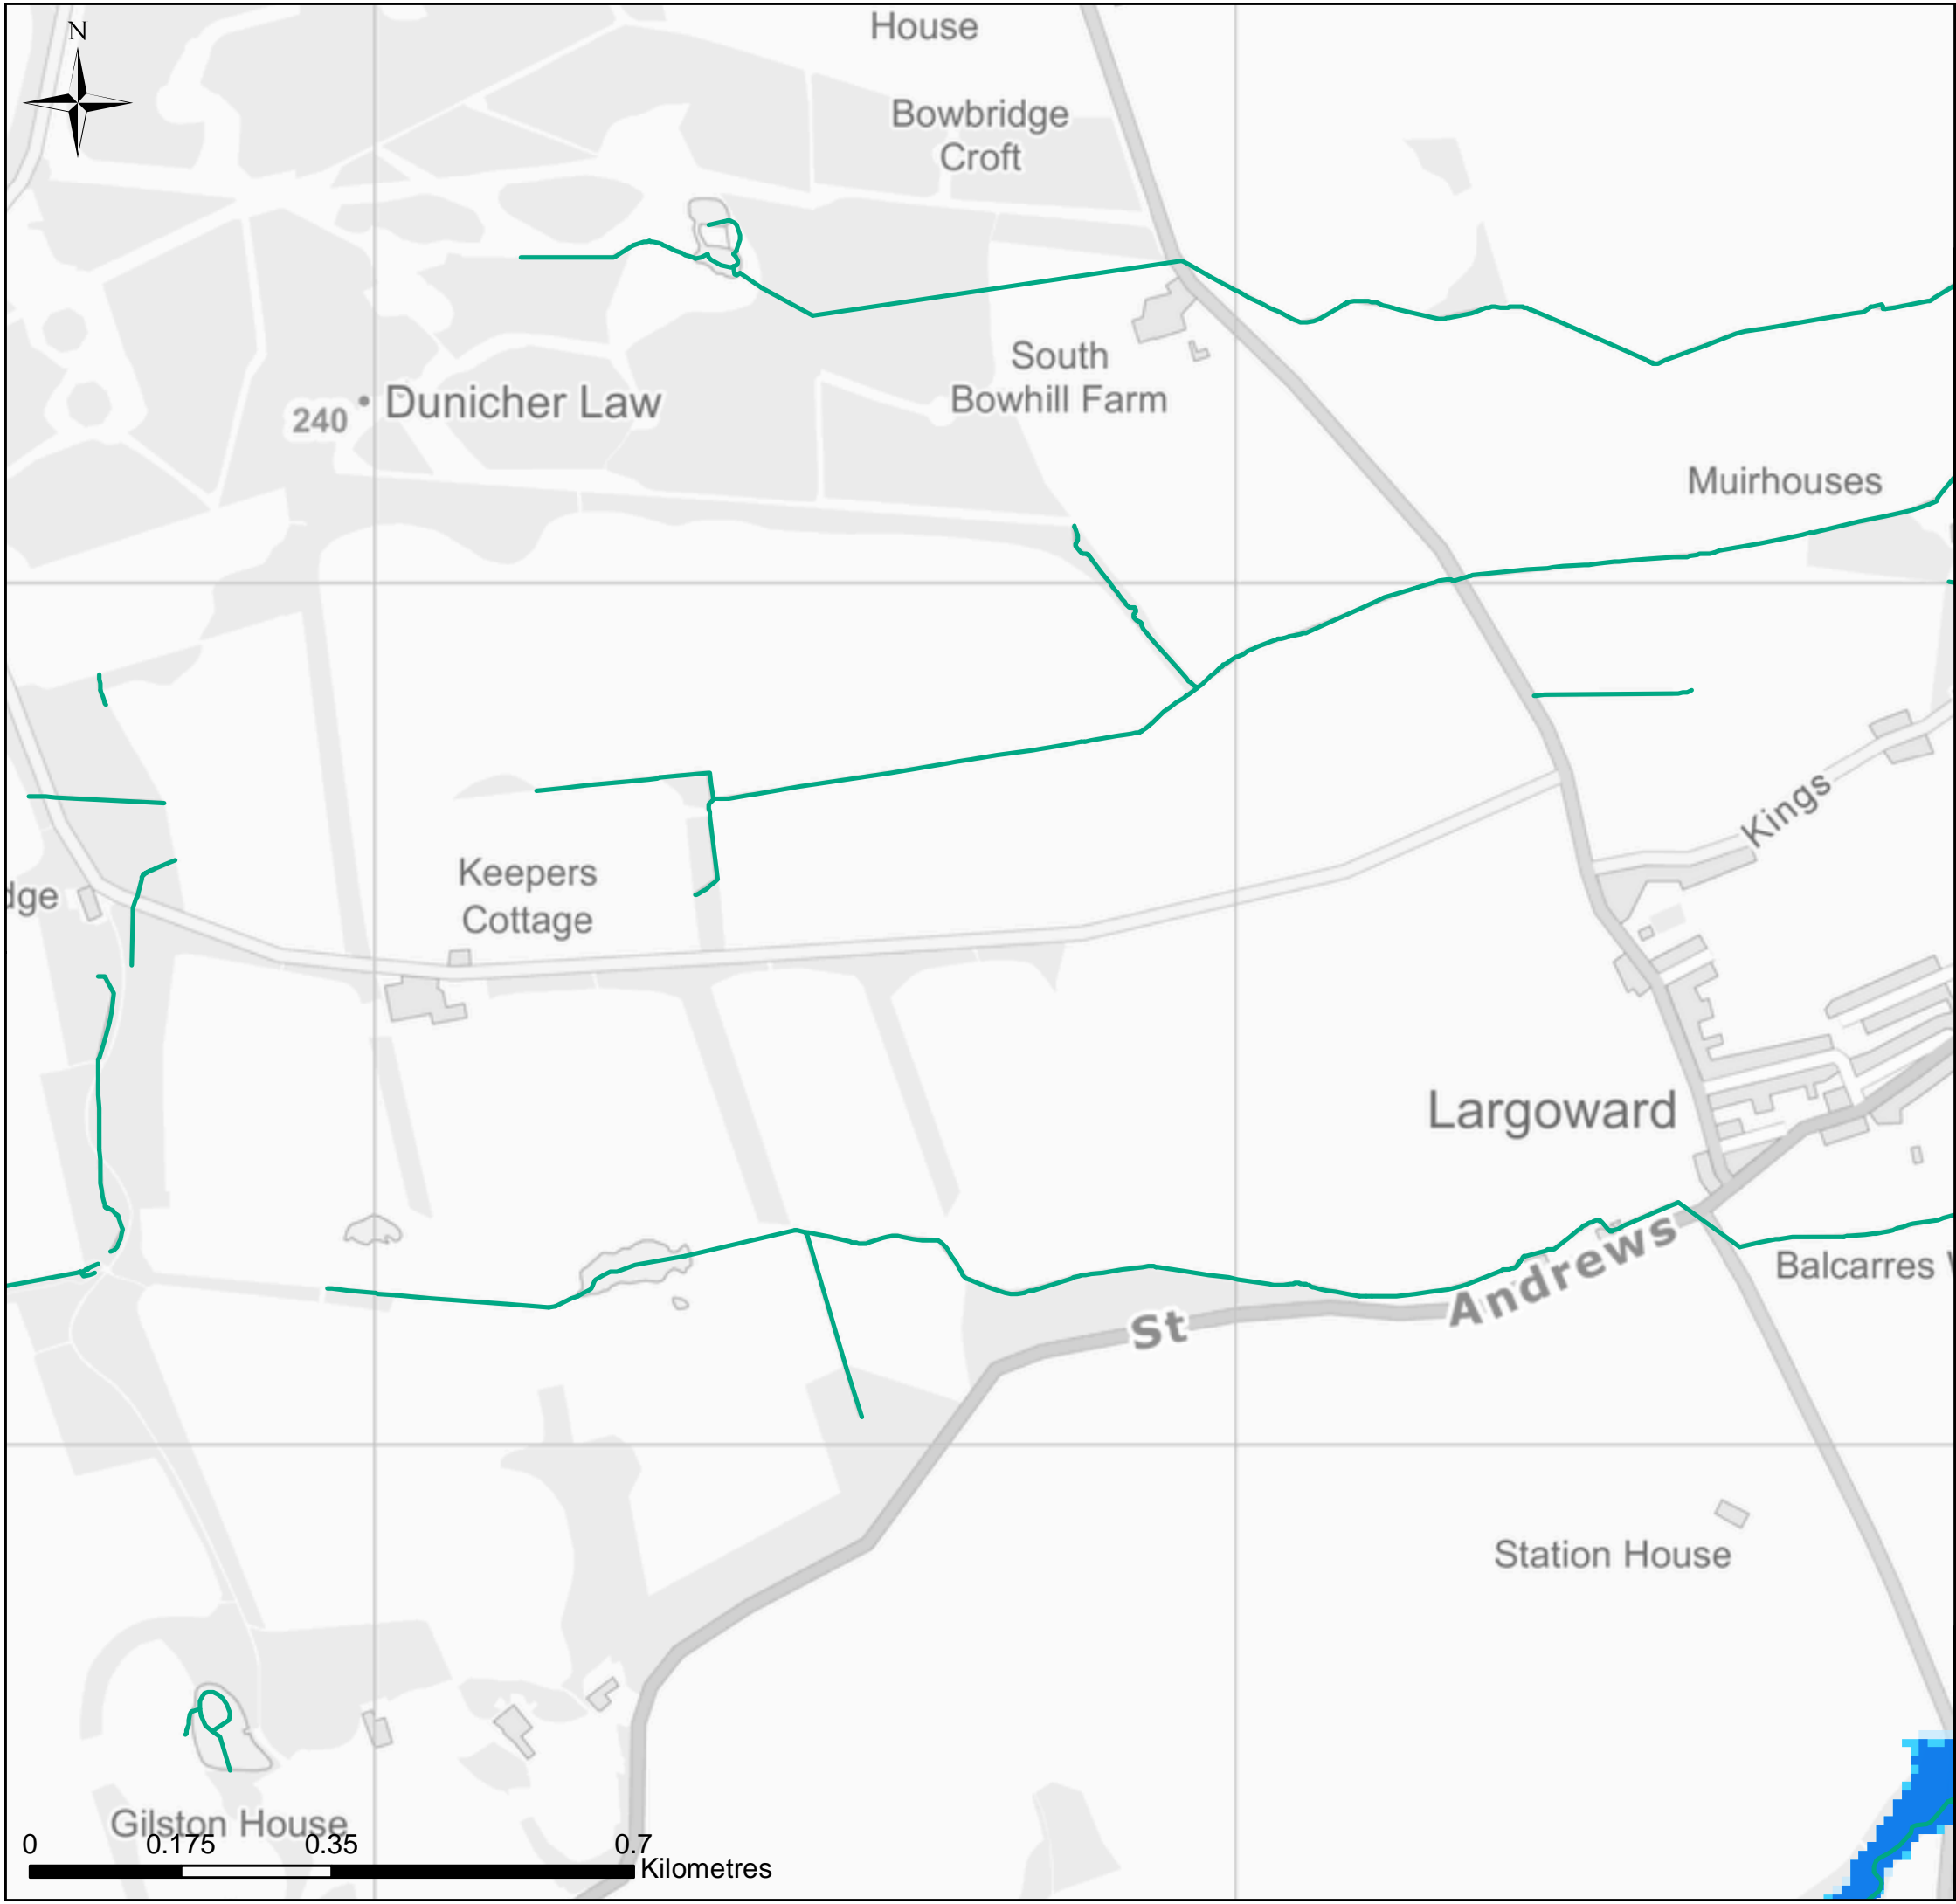 N
House
Bowbridge
Croft
South
Bowhill Farm
240
Dunicher Law
Muirhouses
Kings
Keepers
Cottage
dge
Largoward
St Andrews
Balcarres
Station House
Gilston House
0 0.175 0.35 0.7
Kilometres